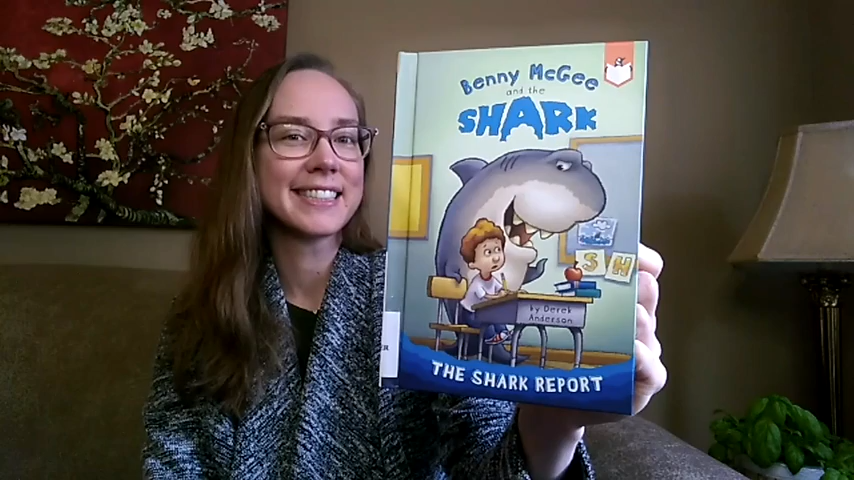 Benny McGee
and the
SHARK
S H
by Derek
Anderson
THE SHARK REPORT